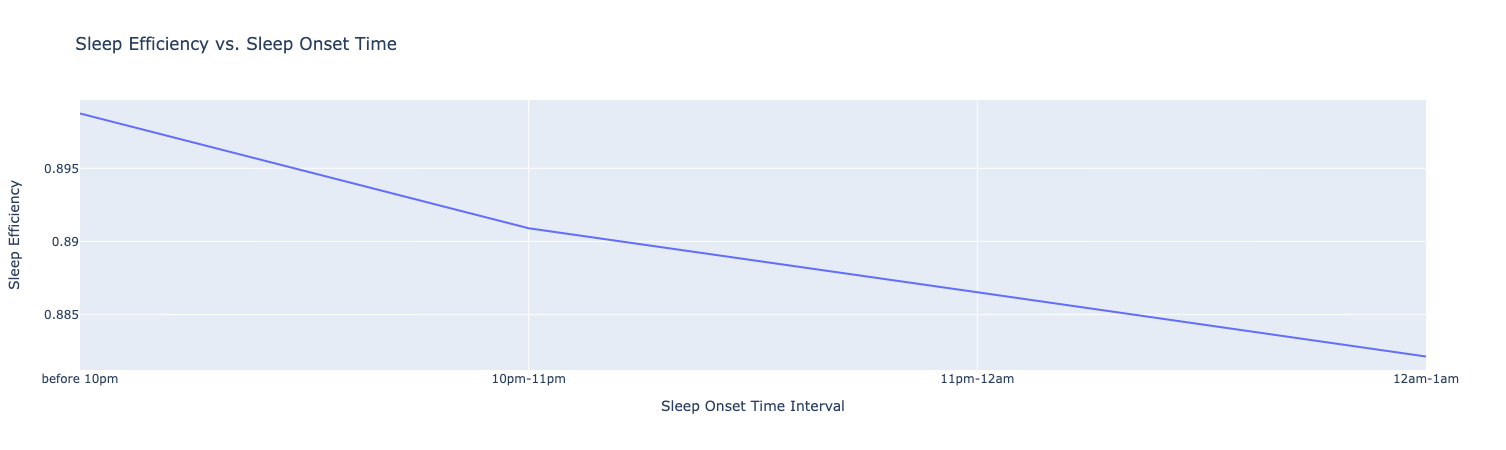 Sleep Efficiency vs. Sleep Onset Time
Sleep Efficiency
0.895
0.89
0.885
before 10pm
10pm-11pm
11pm-12am
12am-1am
Sleep Onset Time Interval